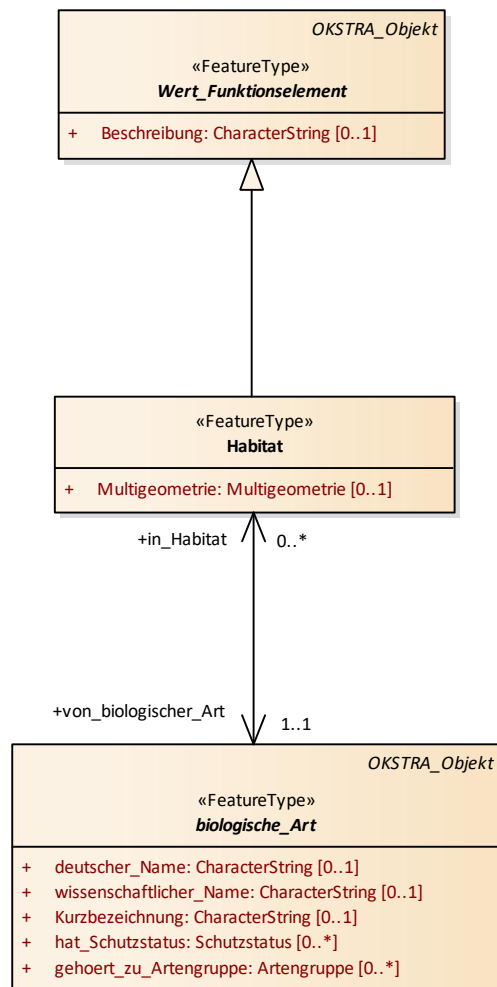 OKSTRA_Objekt
«FeatureType»
Wert_Funktionselement
+ Beschreibung: CharacterString [0..1]
«FeatureType»
Habitat
+ Multigeometrie: Multigeometrie [0..1]
+in_Habitat 0..*
+von_biologischer_Art 1..1
OKSTRA_Objekt
«FeatureType»
biologische_Art
+ deutscher_Name: CharacterString [0..1]
+ wissenschaftlicher_Name: CharacterString [0..1]
+ Kurzbezeichnung: CharacterString [0..1]
+ hat_Schutzstatus: Schutzstatus [0..*]
+ gehoert_zu_Artengruppe: Artengruppe [0..*]